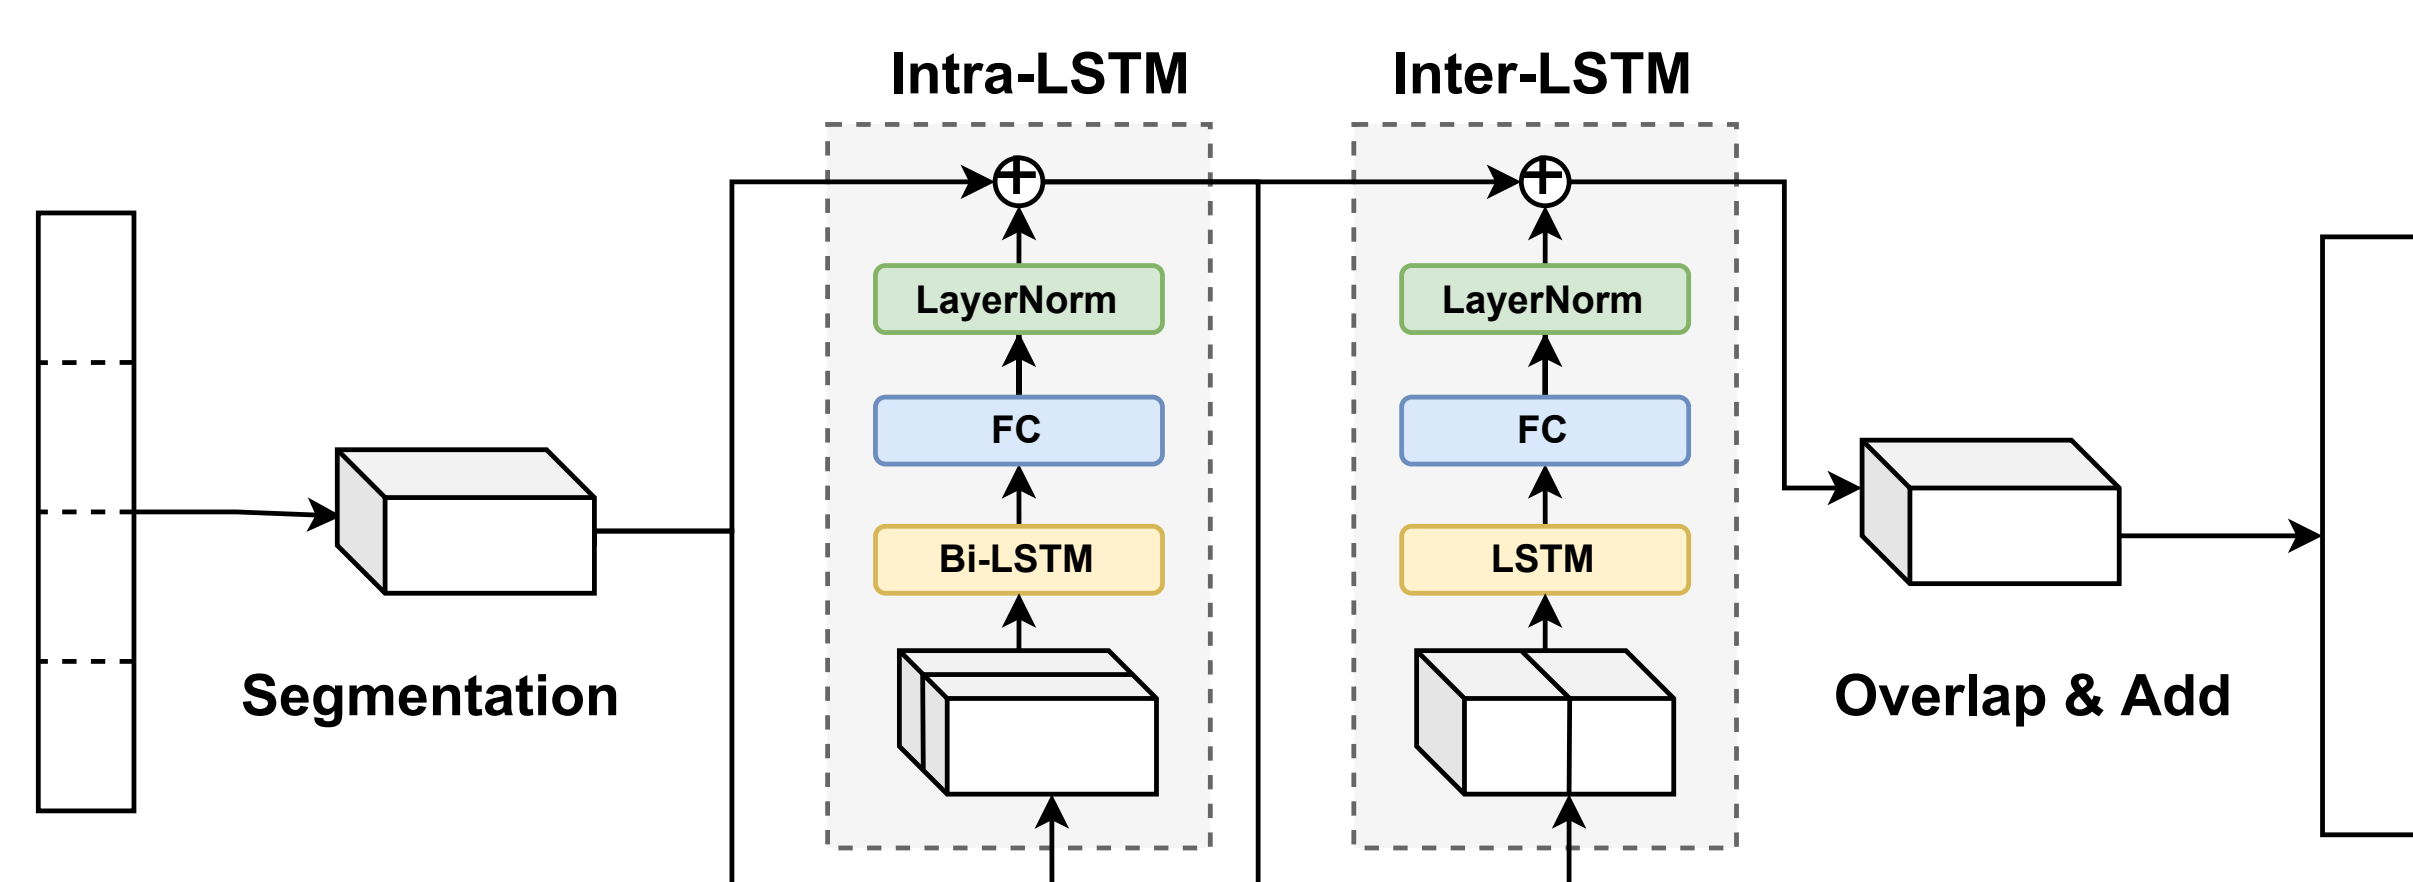 Intra-LSTM
Inter-LSTM
LayerNorm
LayerNorm
FC
FC
Bi-LSTM
LSTM
Segmentation
Overlap & Add